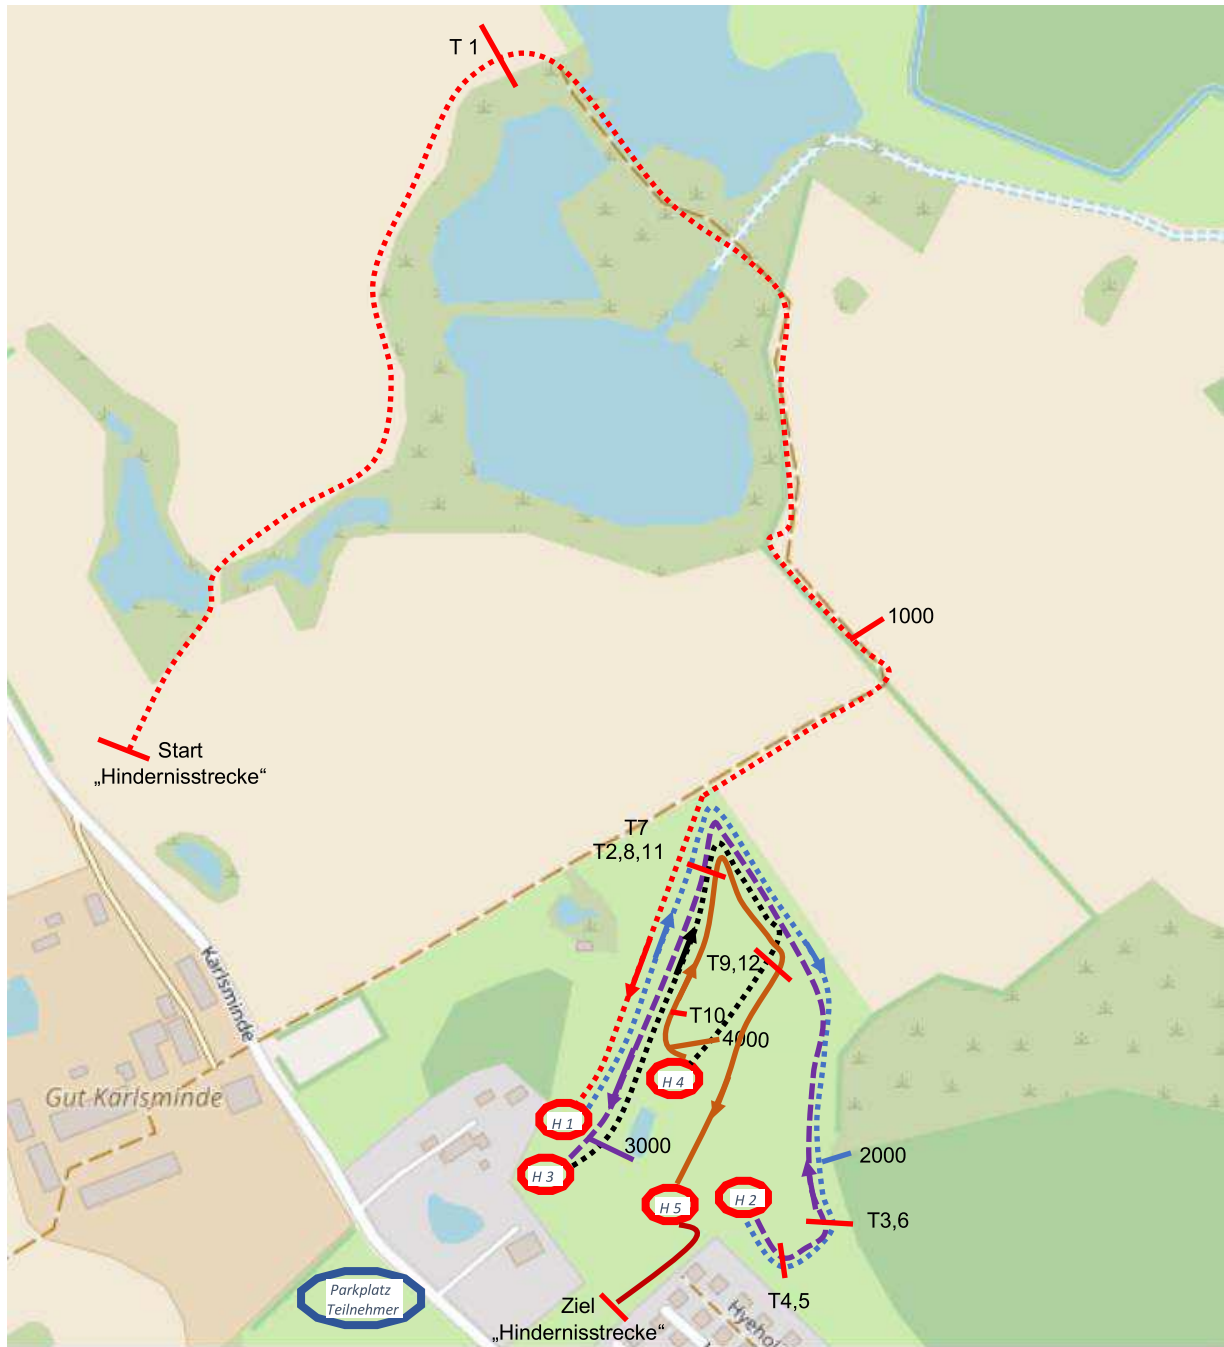 T 1
1000
Start
„Hindernisstrecke“
T7
T2,8,11
Karlsminde
T9,12
T10
4000
H 4
Gut Karlsminde
H 1
3000
2000
H 3
H 5
H 2
T3,6
Parkplatz
Teilnehmer
T4,5
Ziel
„Hindernisstrecke“